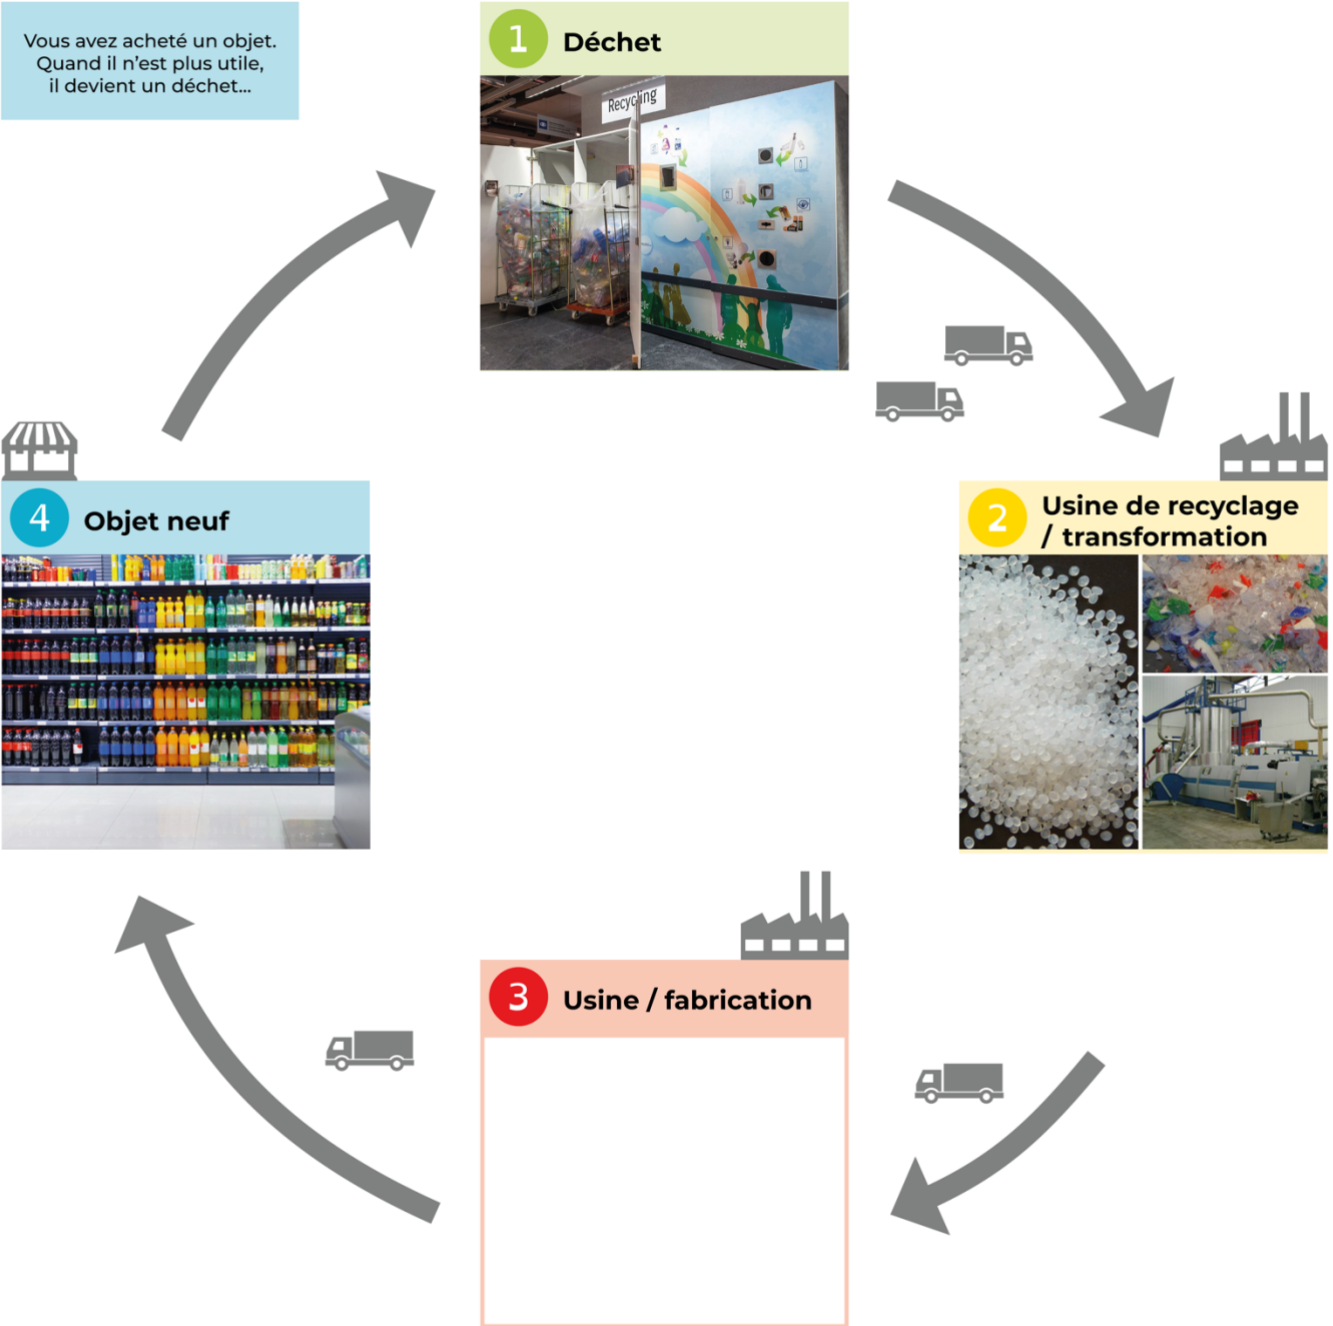 Vous avez acheté un objet.
Quand il n'est plus utile,
il devient un déchet...
1 Déchet
Recycling
4 Objet neuf
2 Usine de recyclage
/ transformation
3 Usine / fabrication